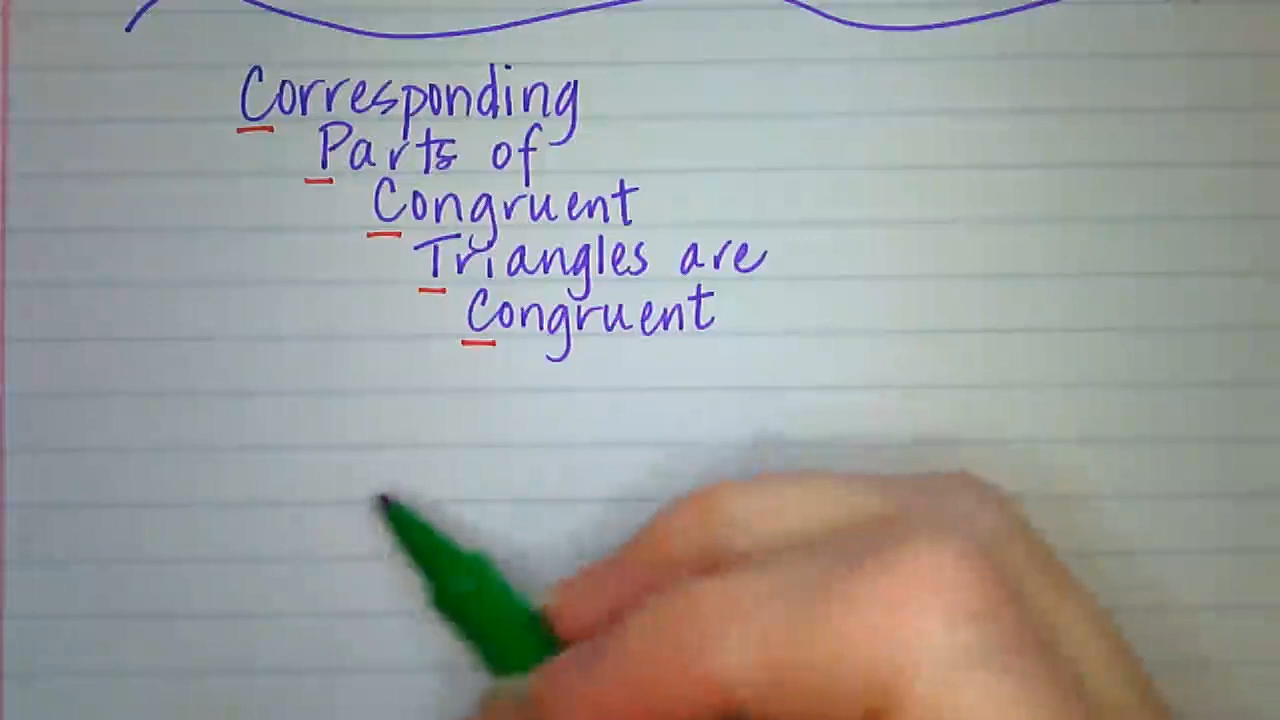 Corresponding
Parts of
Congruent
Triangles are
Congruent